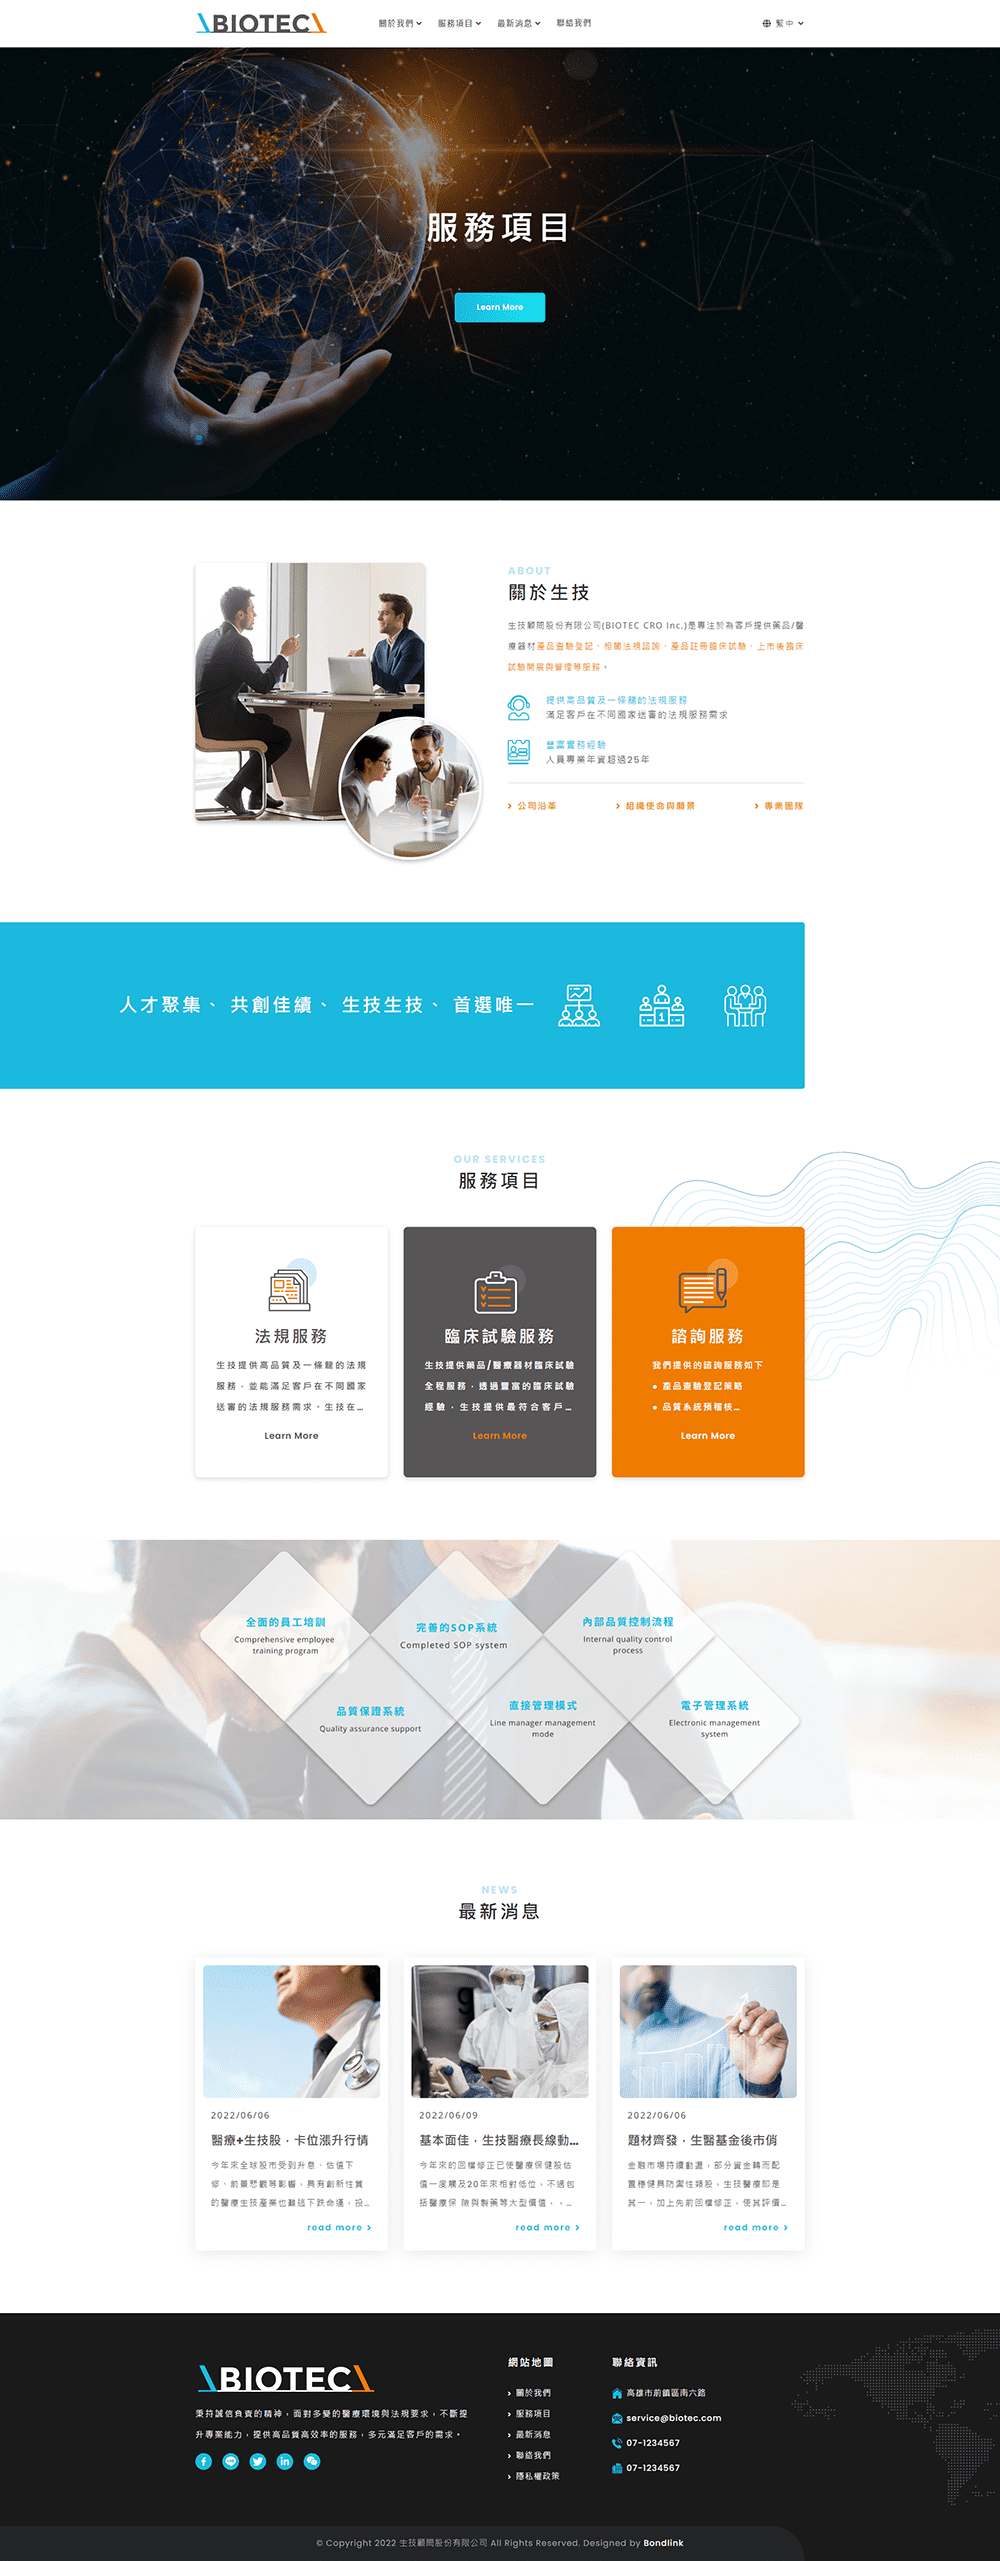 BIOTEC
關於我們 服務項目 最新消息 聯絡我們 繁中
服務項目
Learn More
ABOUT
關於生技
生技顧問股份有限公司(BIOTEC CRO Inc.)是專注於為客戶提供藥品/醫
療器材產品查驗登記、相關法規諮詢、產品註冊臨床試驗、上市後臨床
試驗開展與管理等服務。
提供高品質及一條龍的法規服務
滿足客戶在不同國家送審的法規服務需求
豐富實務經驗
人員專業年資超過25年
公司沿革 組織使命與願景 專業團隊
人才聚集、 共創佳績、 生技生技、 首選唯一
OUR SERVICES
服務項目
法規服務
生技提供高品質及一條龍的法規
服務，並能滿足客戶在不同國家
送審的法規服務需求。生技在...
Learn More
臨床試驗服務
生技提供藥品/醫療器材臨床試驗
全程服務，透過豐富的臨床試驗
經驗，生技提供最符合客戶...
Learn More
諮詢服務
我們提供的諮詢服務如下
● 產品查驗登記策略
● 品質系統預稽核...
Learn More
全面的員工培訓
Comprehensive employee
training program
完善的SOP系統
Completed SOP system
內部品質控制流程
Internal quality control
process
品質保證系統
Quality assurance support
直接管理模式
Line manager management
mode
電子管理系統
Electronic management
system
NEWS
最新消息
2022/06/06
醫療+生技股，卡位漲升行情
今年來全球股市受到升息、估值下
修、前景悲觀等影響，具有創新性質
的醫療生技產業也難逃下跌命運，投...
read more
2022/06/09
基本面佳，生技醫療長線動...
今年來的回檔修正已使醫療保健股估
值一度觸及20年來相對低位，不過包
括醫療保 險與製藥等大型價值，，...
read more
2022/06/06
題材齊發，生醫基金後市俏
金融市場持續動盪，部分資金轉而配
置穩健具防禦性類股，生技醫療即是
其一，加上先前回檔修正，使其評價...
read more
BIOTEC
秉持誠信負責的精神，面對多變的醫療環境與法規要求，不斷提
升專業能力，提供高品質高效率的服務，多元滿足客戶的需求。
網站地圖
關於我們
服務項目
最新消息
聯絡我們
隱私權政策
聯絡資訊
高雄市前鎮區南六路
service@biotec.com
07-1234567
07-1234567
© Copyright 2022 生技顧問股份有限公司 All Rights Reserved. Designed by Bondlink